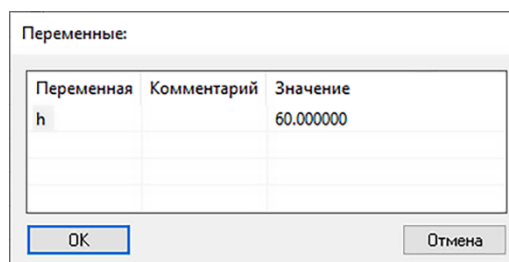 Переменные:
Переменная Комментарий Значение
h 60.000000
OK Отмена